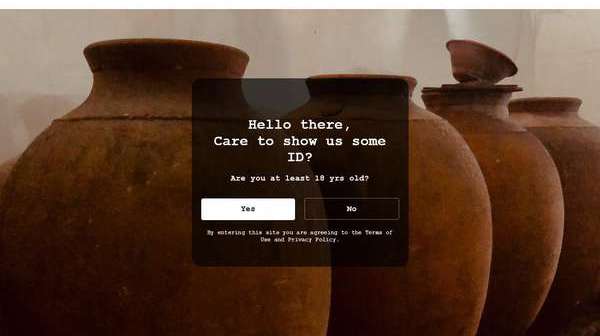 Hello there,
Care to show us some
ID?
Are you at least 18 yrs old?
Yes
No
By entering this site you are agreeing to the Terms of
Use and Privacy Policy.